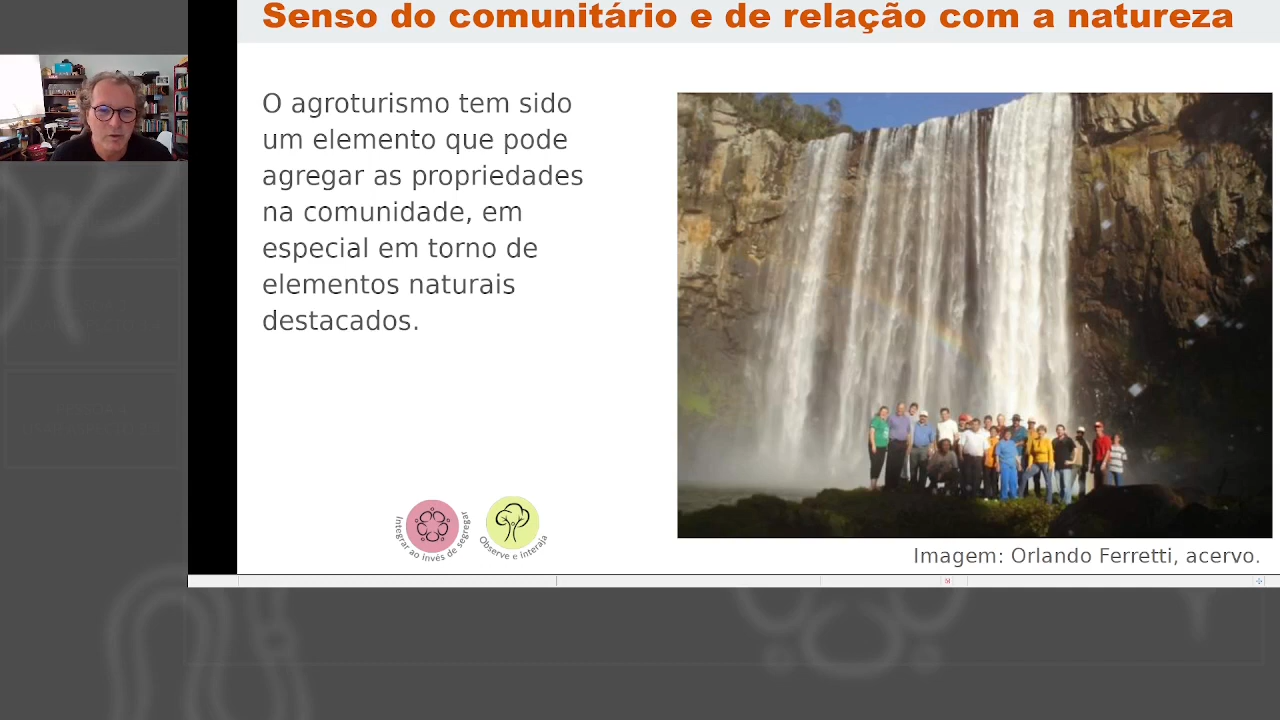 Senso do comunitário e de relação com a natureza
O agroturismo tem sido
um elemento que pode
agregar as propriedades
na comunidade, em
especial em torno de
elementos naturais
destacados.
Integrar ao invés de segregar
Observe e interaja
Imagem: Orlando Ferretti, acervo.